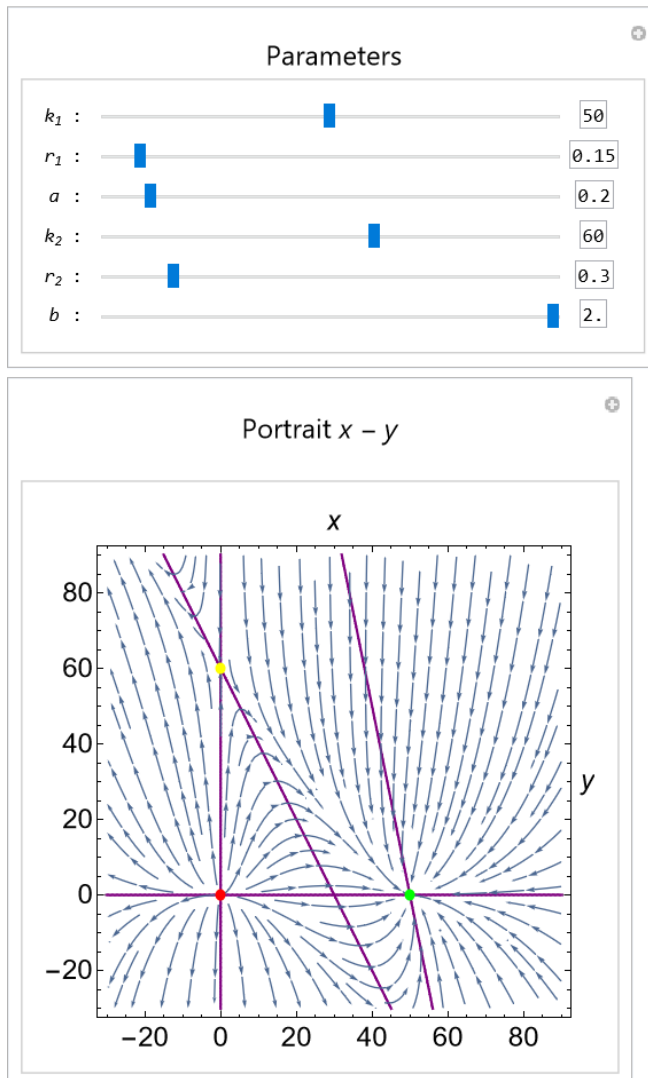 Parameters
k1 : 50
r1 : 0.15
a : 0.2
k2 : 60
r2 : 0.3
b : 2.
Portrait x – y
x
80
60
40
y
20
0
−20
−20 0 20 40 60 80